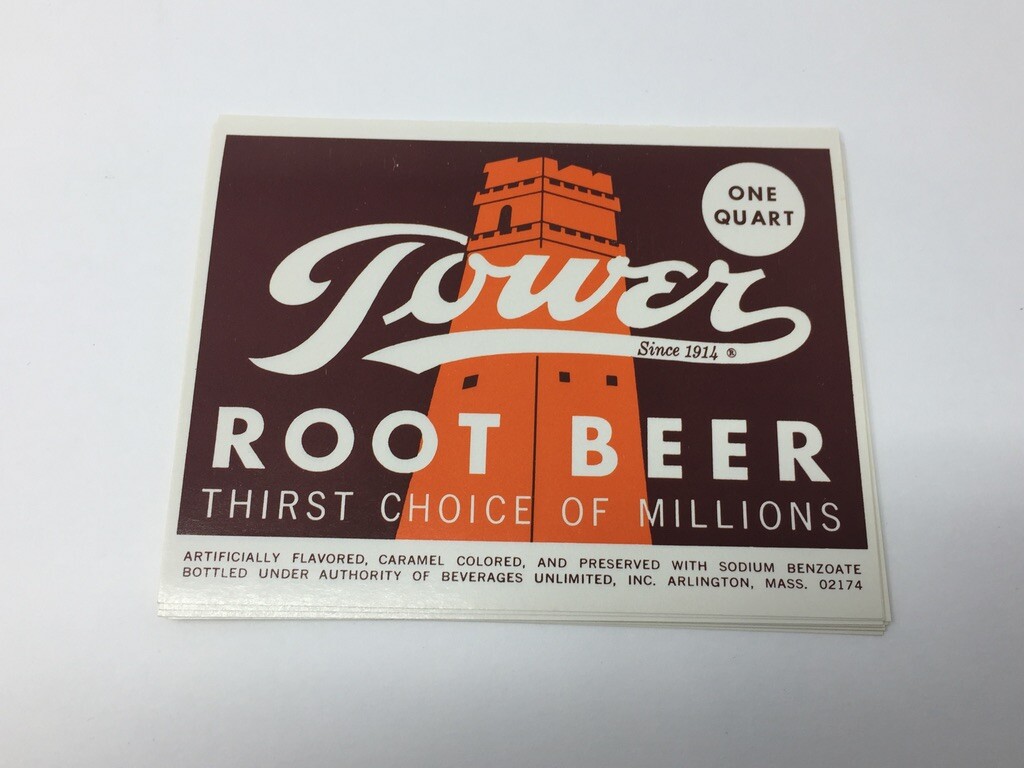 ONE
QUART
Tower
Since 1914 ®
ROOT BEER
THIRST CHOICE OF MILLIONS
ARTIFICIALLY FLAVORED, CARAMEL COLORED, AND PRESERVED WITH SODIUM BENZOATE
BOTTLED UNDER AUTHORITY OF BEVERAGES UNLIMITED, INC. ARLINGTON, MASS. 02174